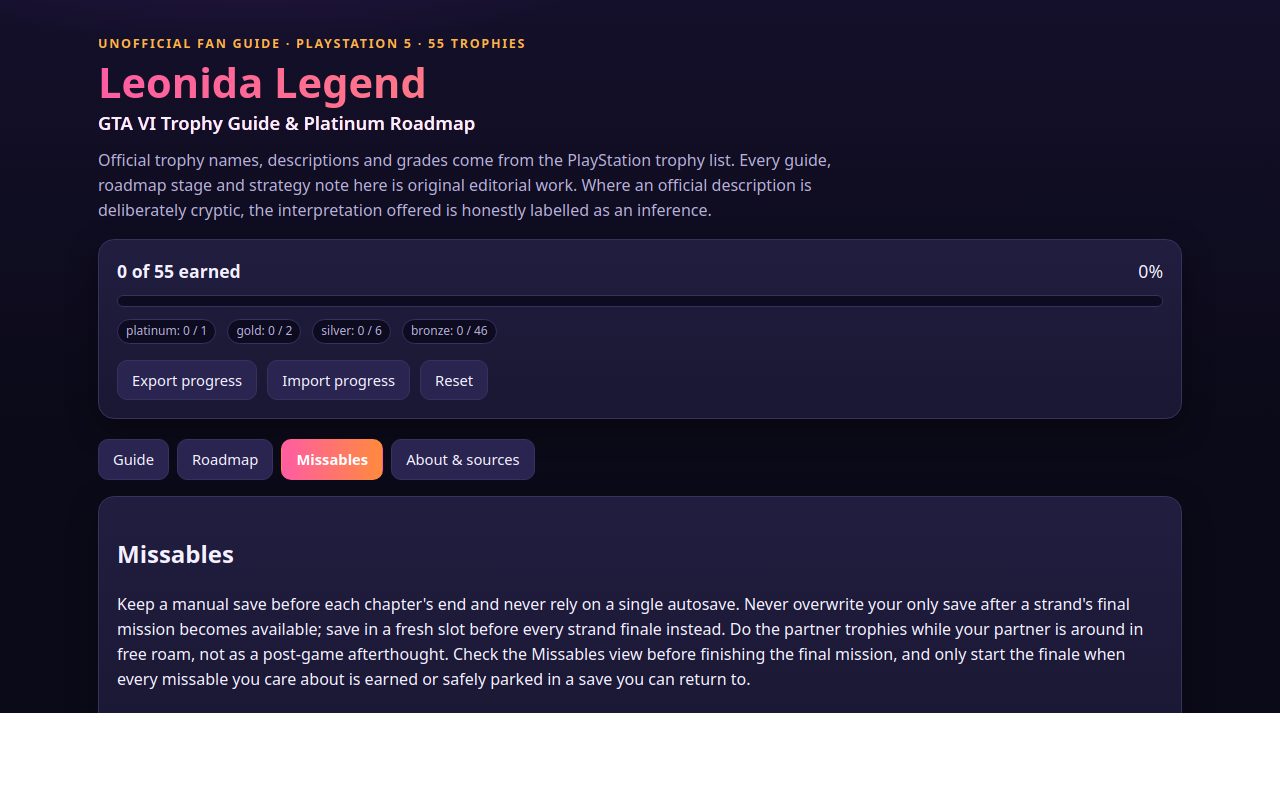 UNOFFICIAL FAN GUIDE · PLAYSTATION 5 · 55 TROPHIES
Leonida Legend
GTA VI Trophy Guide & Platinum Roadmap
Official trophy names, descriptions and grades come from the PlayStation trophy list. Every guide,
roadmap stage and strategy note here is original editorial work. Where an official description is
deliberately cryptic, the interpretation offered is honestly labelled as an inference.
0 of 55 earned
0%
platinum: 0 / 1
gold: 0 / 2
silver: 0 / 6
bronze: 0 / 46
Export progress
Import progress
Reset
Guide
Roadmap
Missables
About & sources
Missables
Keep a manual save before each chapter's end and never rely on a single autosave. Never overwrite your only save after a strand's final
mission becomes available; save in a fresh slot before every strand finale instead. Do the partner trophies while your partner is around in
free roam, not as a post-game afterthought. Check the Missables view before finishing the final mission, and only start the finale when
every missable you care about is earned or safely parked in a save you can return to.